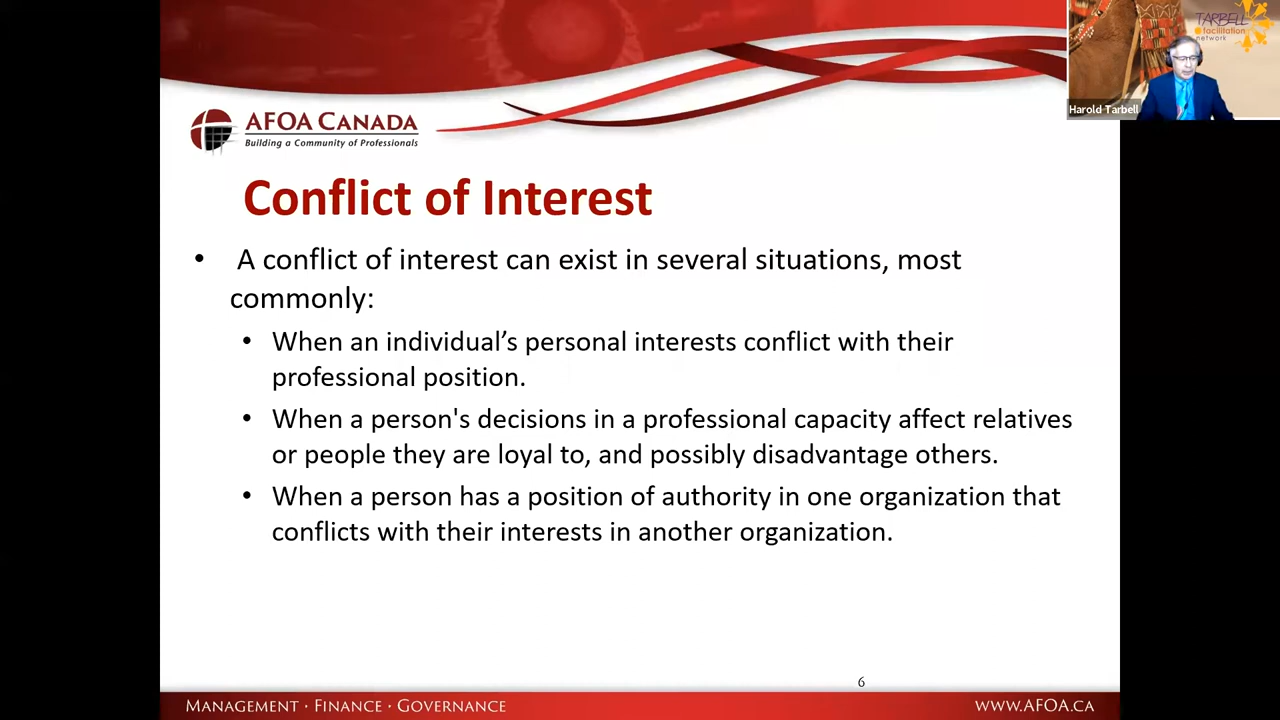 TARBELL
facilitation
network
Harold Tarbell
AFOA CANADA
Building a Community of Professionals
Conflict of Interest
• A conflict of interest can exist in several situations, most
commonly:
• When an individual’s personal interests conflict with their
professional position.
• When a person's decisions in a professional capacity affect relatives
or people they are loyal to, and possibly disadvantage others.
• When a person has a position of authority in one organization that
conflicts with their interests in another organization.
6
MANAGEMENT · FINANCE · GOVERNANCE
WWW.AFOA.CA